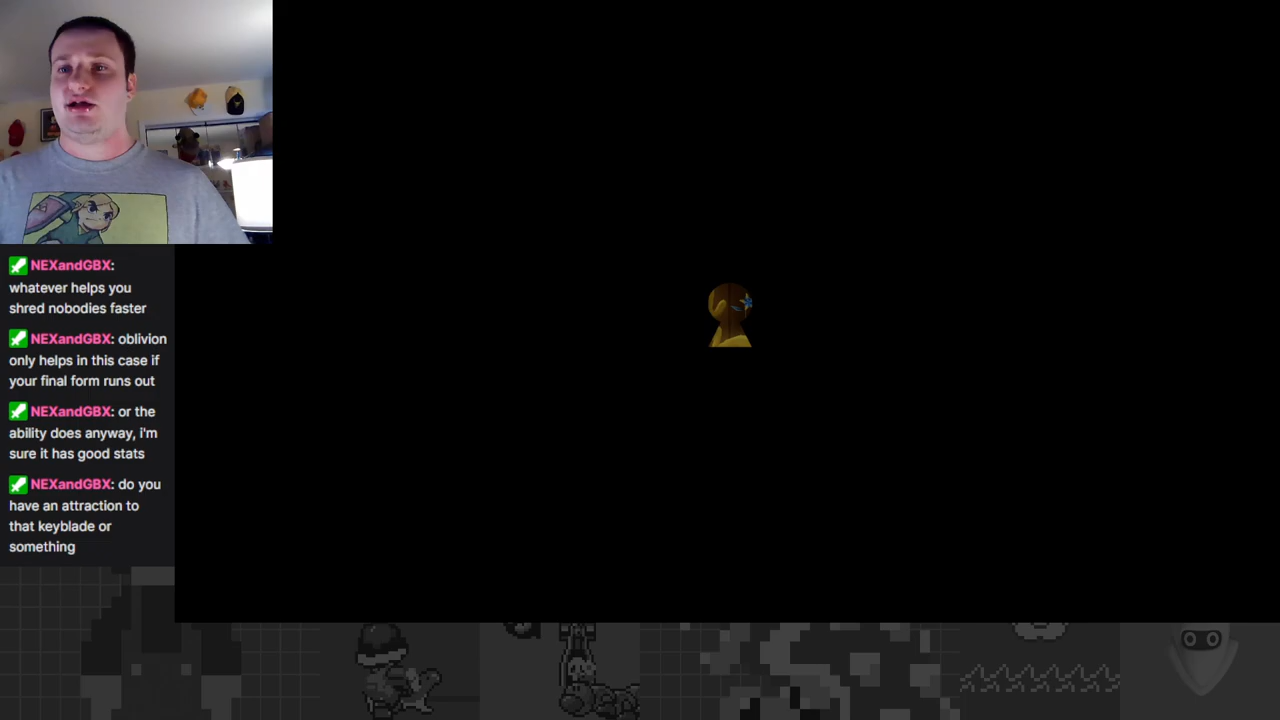 NEXandGBX:
whatever helps you
shred nobodies faster
NEXandGBX: oblivion
only helps in this case if
your final form runs out
NEXandGBX: or the
ability does anyway, i'm
sure it has good stats
NEXandGBX: do you
have an attraction to
that keyblade or
something